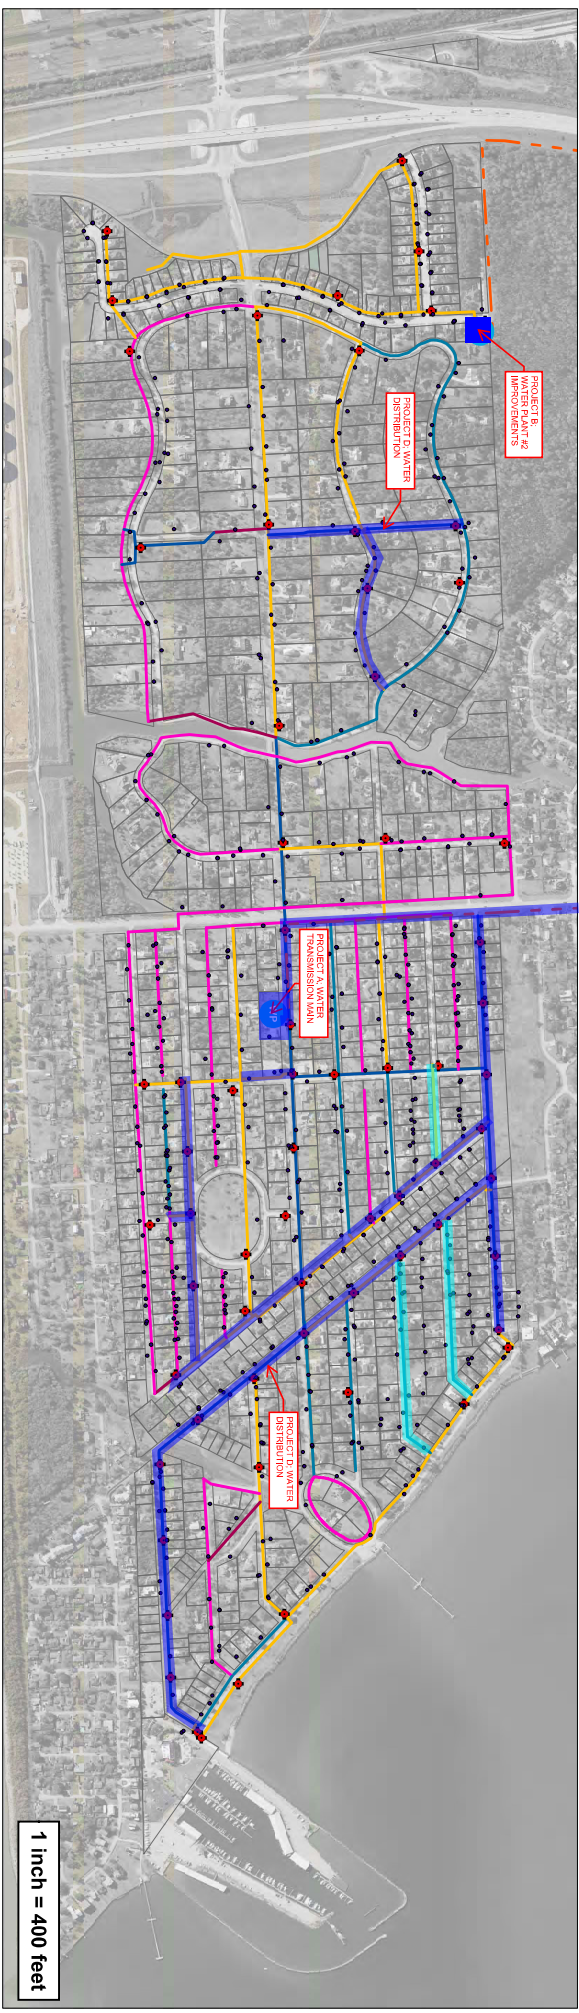 PROJECT B; 
WATER PLANT #2
IMPROVEMENTS
PROJECT D; WATER
DISTRIBUTION
PROJECT A; WATER
TRANSMISSION MAIN
PROJECT D; WATER
DISTRIBUTION
1 inch = 400 feet